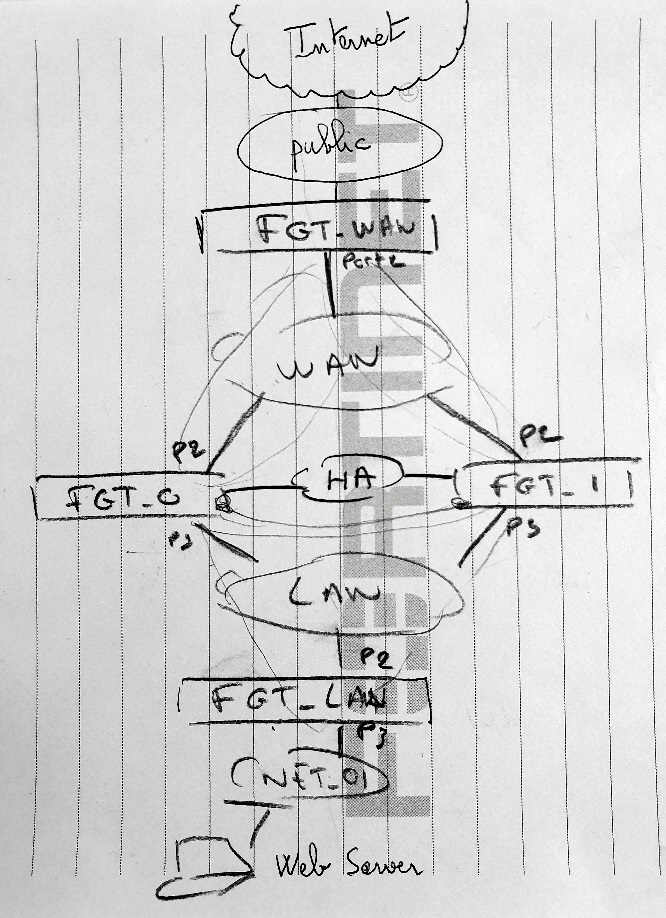 Internet
public
FGT_WAN
Port2
WAN
P2
P2
HA
FGT_0
FGT_1
P3
P3
LAN
P2
FGT_LAN
P3
NET_01
Web Server